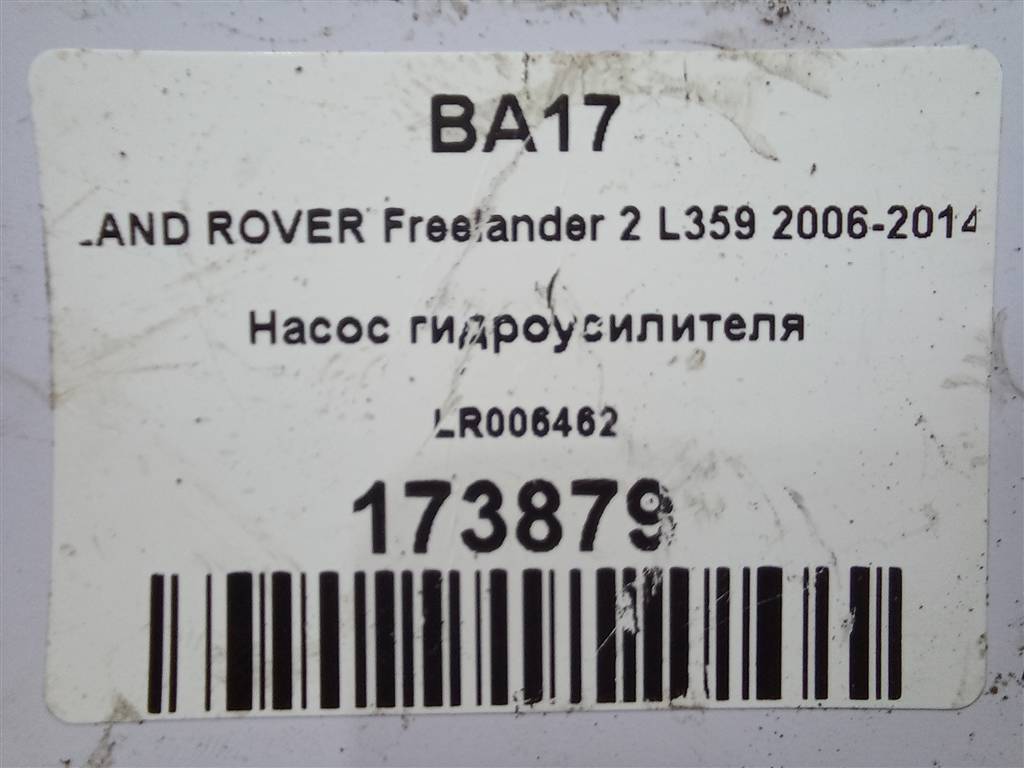 BA17
LAND ROVER Freelander 2 L359 2006-2014
Насос гидроусилителя
LR006462
173879